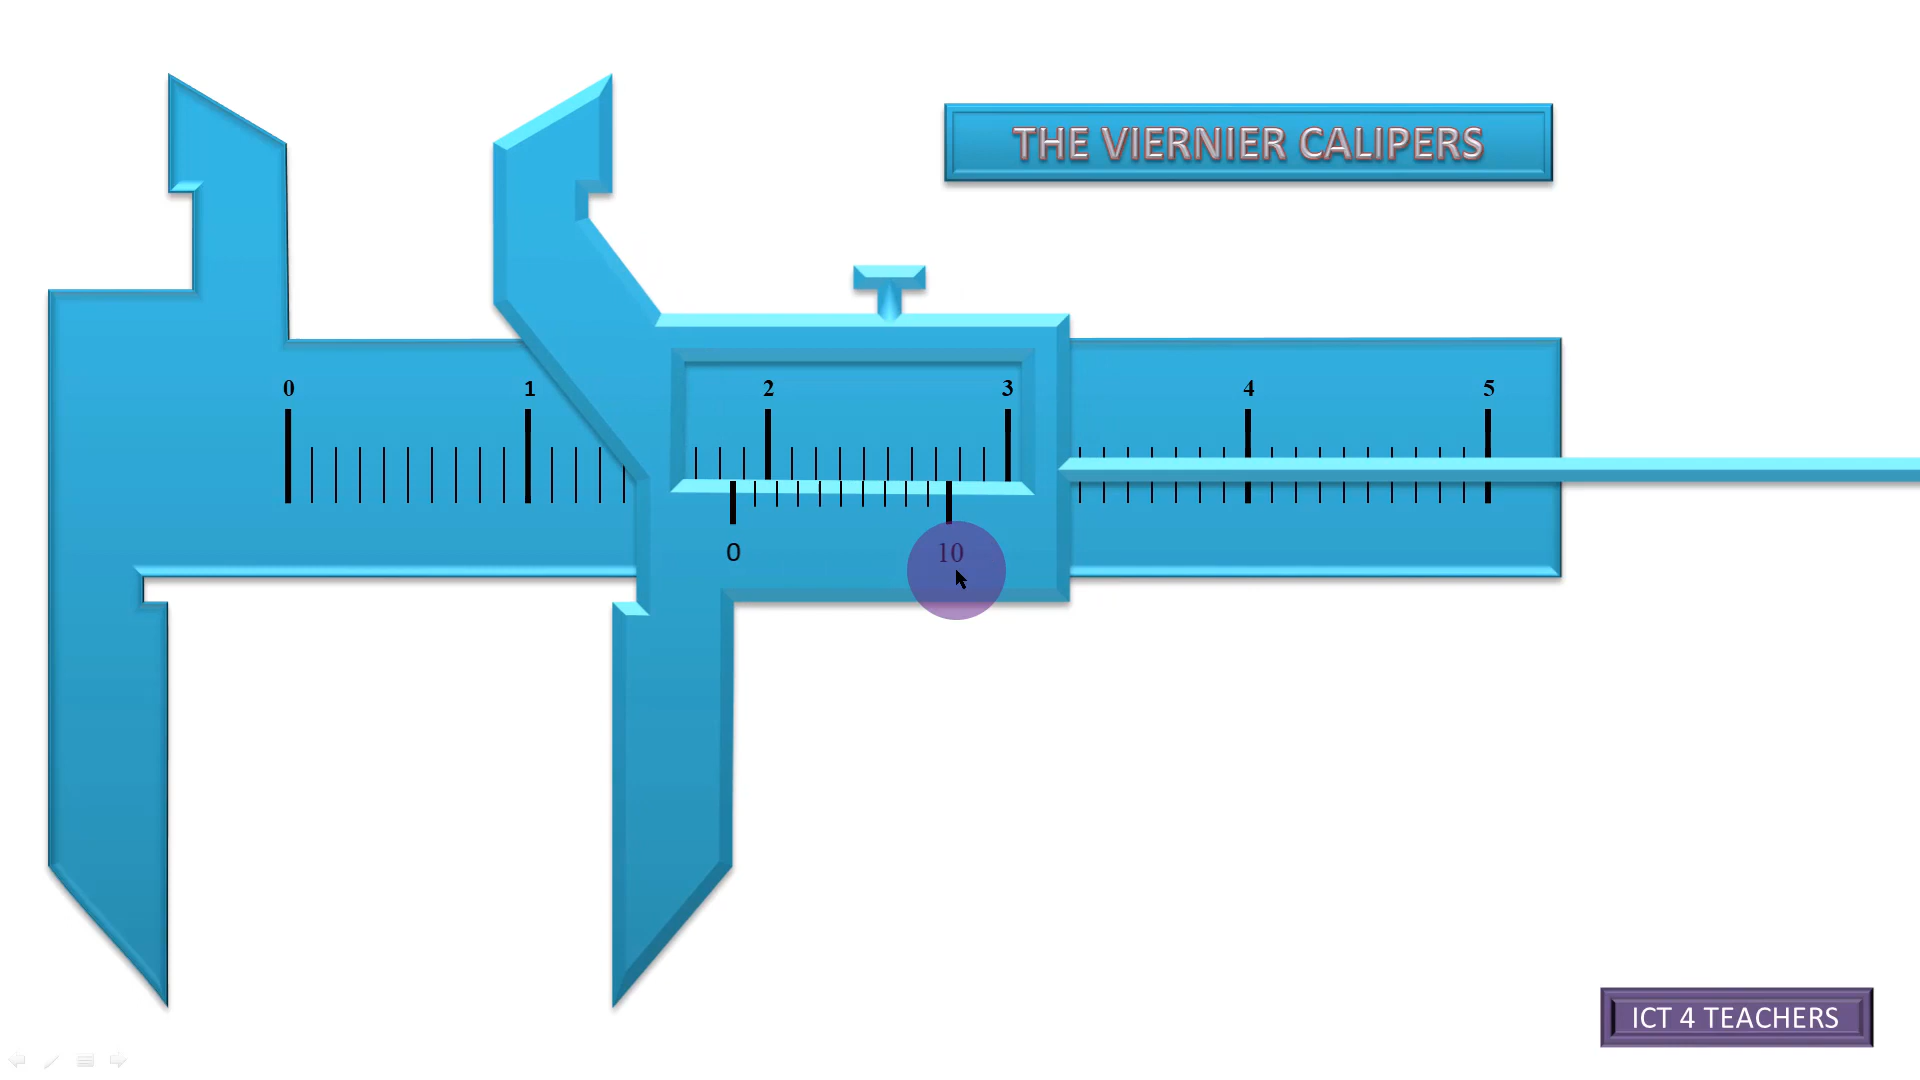 THE VIERNIER CALIPERS
0 1 2 3 4 5
0 10
ICT 4 TEACHERS